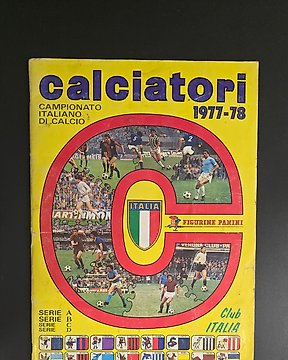 calciatori
1977-78
CAMPIONATO
ITALIANO
DI CALCIO
ITALIA
FIGURINE PANINI
SERIE A
SERIE B
SERIE C
SERIE D
Club
ITALIA